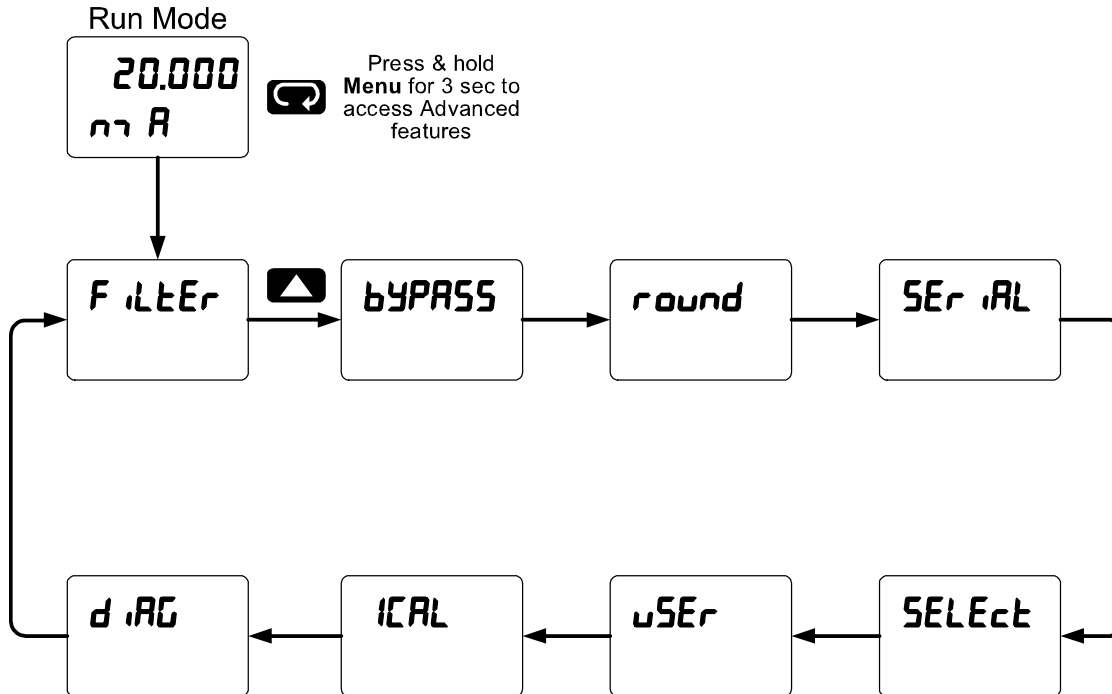 Run Mode
20.000
mA
Press & hold
Menu for 3 sec to
access Advanced
features
FiLtEr
bYPASS
round
SEriAL
diAG
ICAL
uSEr
SELEct